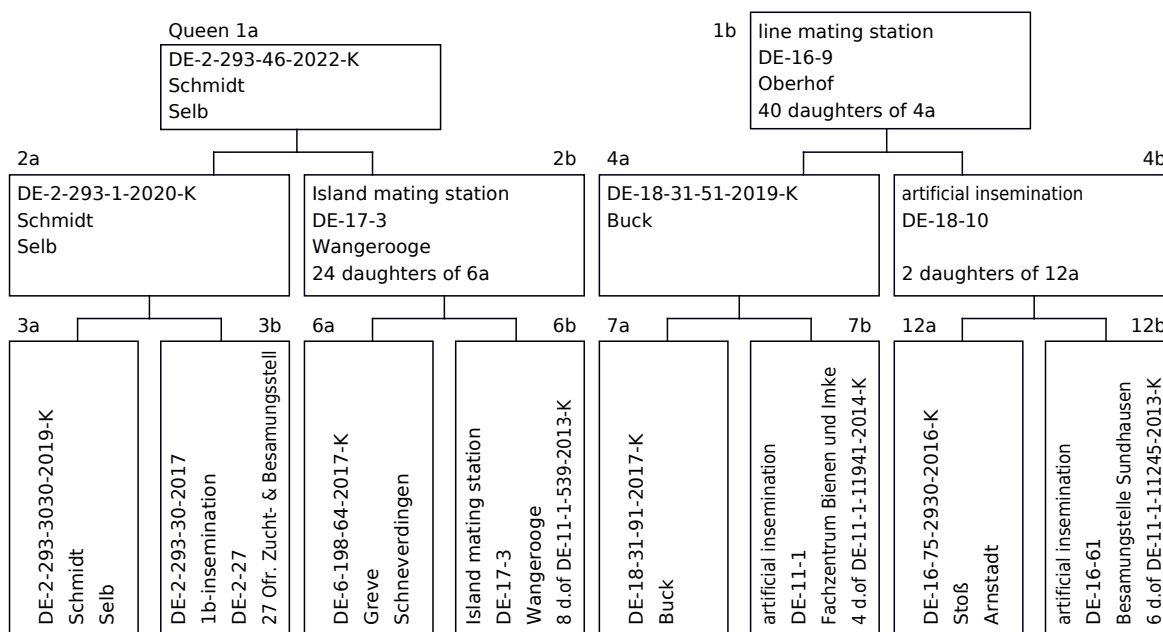 Queen 1a
DE-2-293-46-2022-K
Schmidt
Selb
1b
line mating station
DE-16-9
Oberhof
40 daughters of 4a
2a
DE-2-293-1-2020-K
Schmidt
Selb
2b
Island mating station
DE-17-3
Wangerooge
24 daughters of 6a
4a
DE-18-31-51-2019-K
Buck
4b
artificial insemination
DE-18-10
2 daughters of 12a
3a
DE-2-293-3030-2019-K
Schmidt
Selb
3b
DE-2-293-30-2017
1b-insemination
DE-2-27
27 Ofr. Zucht- & Besamungsstell
6a
DE-6-198-64-2017-K
Greve
Schneverdingen
6b
Island mating station
DE-17-3
Wangerooge
8 d.of DE-11-1-539-2013-K
7a
DE-18-31-91-2017-K
Buck
7b
artificial insemination
DE-11-1
Fachzentrum Bienen und Imke
4 d.of DE-11-1-11941-2014-K
12a
DE-16-75-2930-2016-K
Stoß
Arnstadt
12b
artificial insemination
DE-16-61
Besamungstelle Sundhausen
6 d.of DE-11-1-11245-2013-K